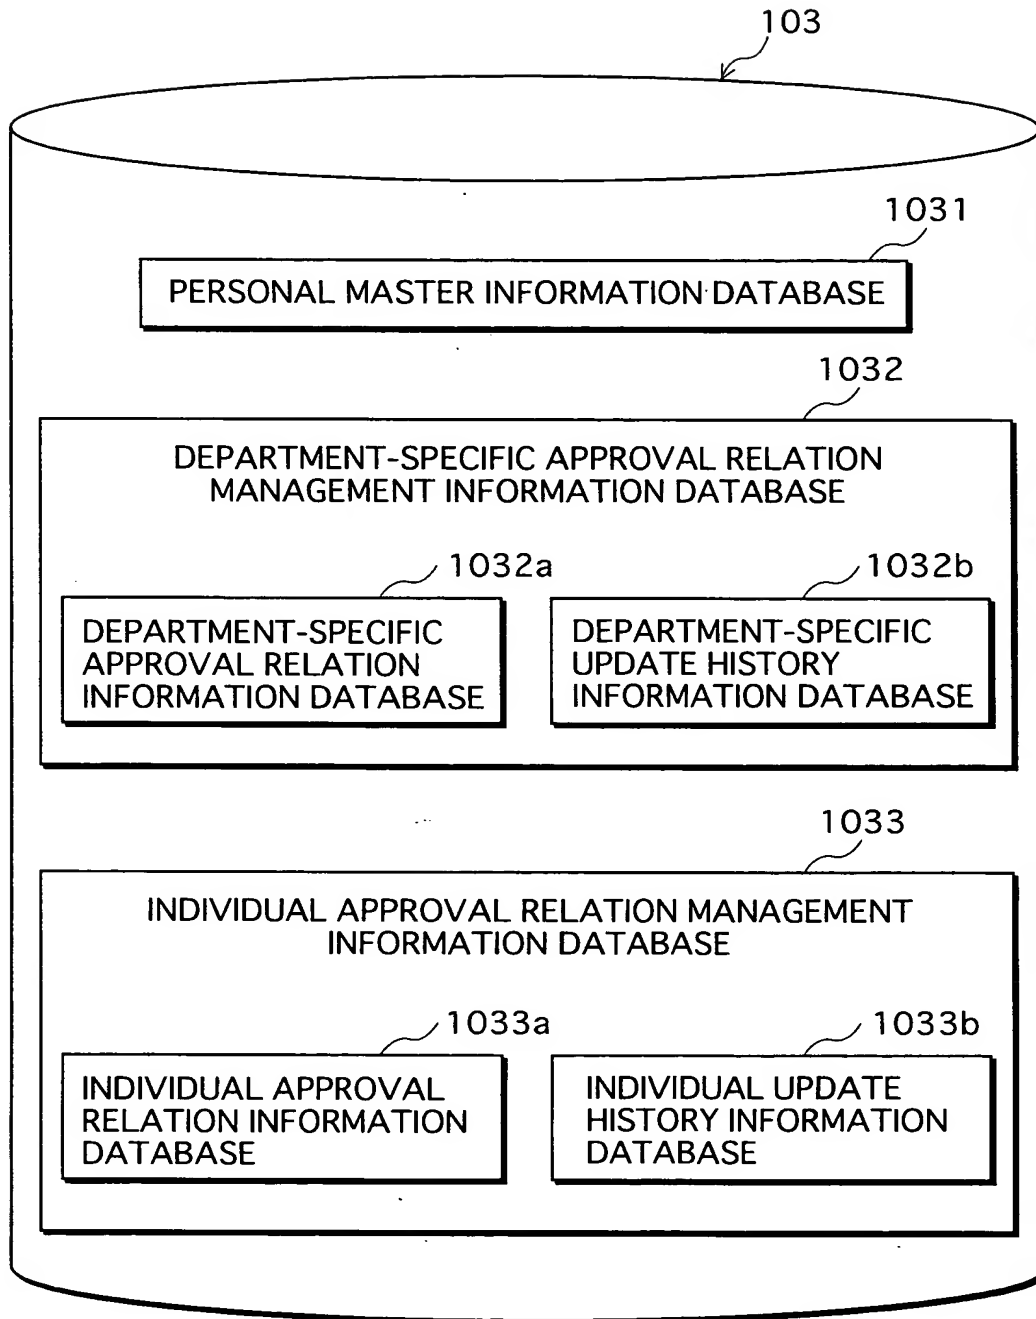 103
1031
PERSONAL MASTER INFORMATION DATABASE
1032
DEPARTMENT-SPECIFIC APPROVAL RELATION
MANAGEMENT INFORMATION DATABASE
1032a
DEPARTMENT-SPECIFIC
APPROVAL RELATION
INFORMATION DATABASE
1032b
DEPARTMENT-SPECIFIC
UPDATE HISTORY
INFORMATION DATABASE
1033
INDIVIDUAL APPROVAL RELATION MANAGEMENT
INFORMATION DATABASE
1033a
INDIVIDUAL APPROVAL
RELATION INFORMATION
DATABASE
1033b
INDIVIDUAL UPDATE
HISTORY INFORMATION
DATABASE